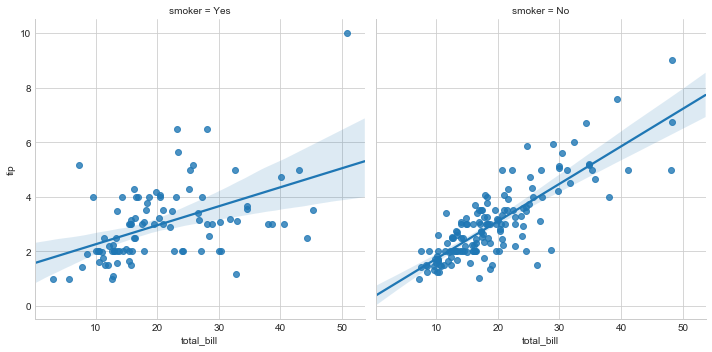 smoker = Yes
smoker = No
10
8
6
4
2
0
tip
10 20 30 40 50
10 20 30 40 50
total_bill
total_bill